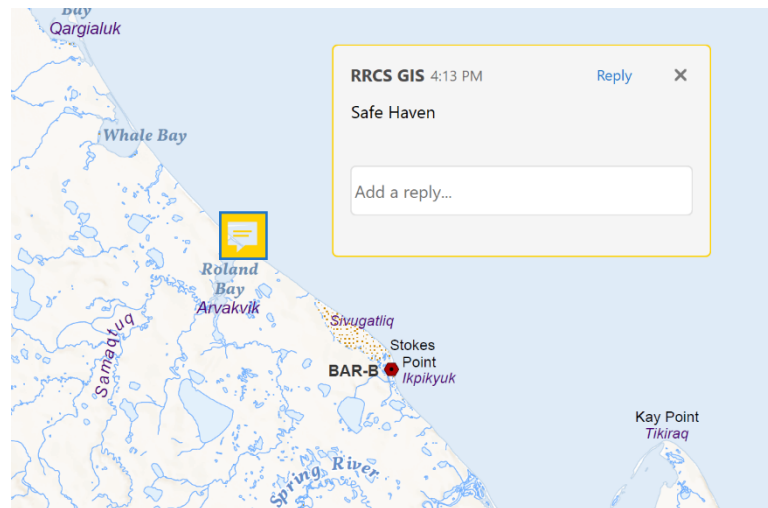 Bay
Qargialuk
Whale Bay
RRCS GIS 4:13 PM Reply ×
Safe Haven
Add a reply...
Roland
Bay
Arvakvik
Samaqtuq
Sivugatliq
Stokes
Point
BAR-B
Ikpikyuk
Kay Point
Tikiraq
Spring River